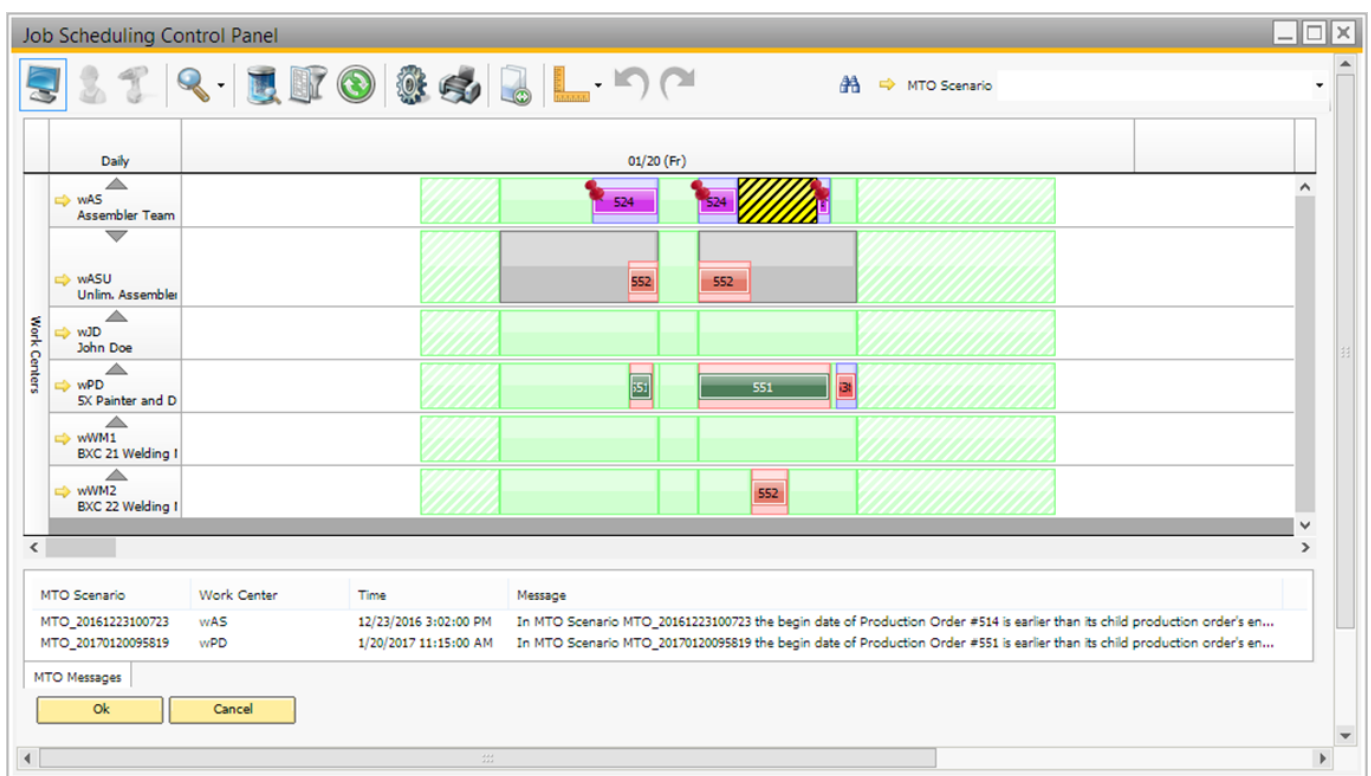 Job Scheduling Control Panel
MTO Scenario
Daily
01/20 (Fr)
Work Centers
wAS
Assembler Team
524
524
wASU
Unlim. Assembler
552
552
wJD
John Doe
wPD
5X Painter and D
551
551
wWM1
BXC 21 Welding
wWM2
BXC 22 Welding
552
MTO Scenario Work Center Time Message
MTO_20161223100723 wAS 12/23/2016 3:02:00 PM In MTO Scenario MTO_20161223100723 the begin date of Production Order #514 is earlier than its child production order's en...
MTO_20170120095819 wPD 1/20/2017 11:15:00 AM In MTO Scenario MTO_20170120095819 the begin date of Production Order #551 is earlier than its child production order's en...
MTO Messages
Ok Cancel